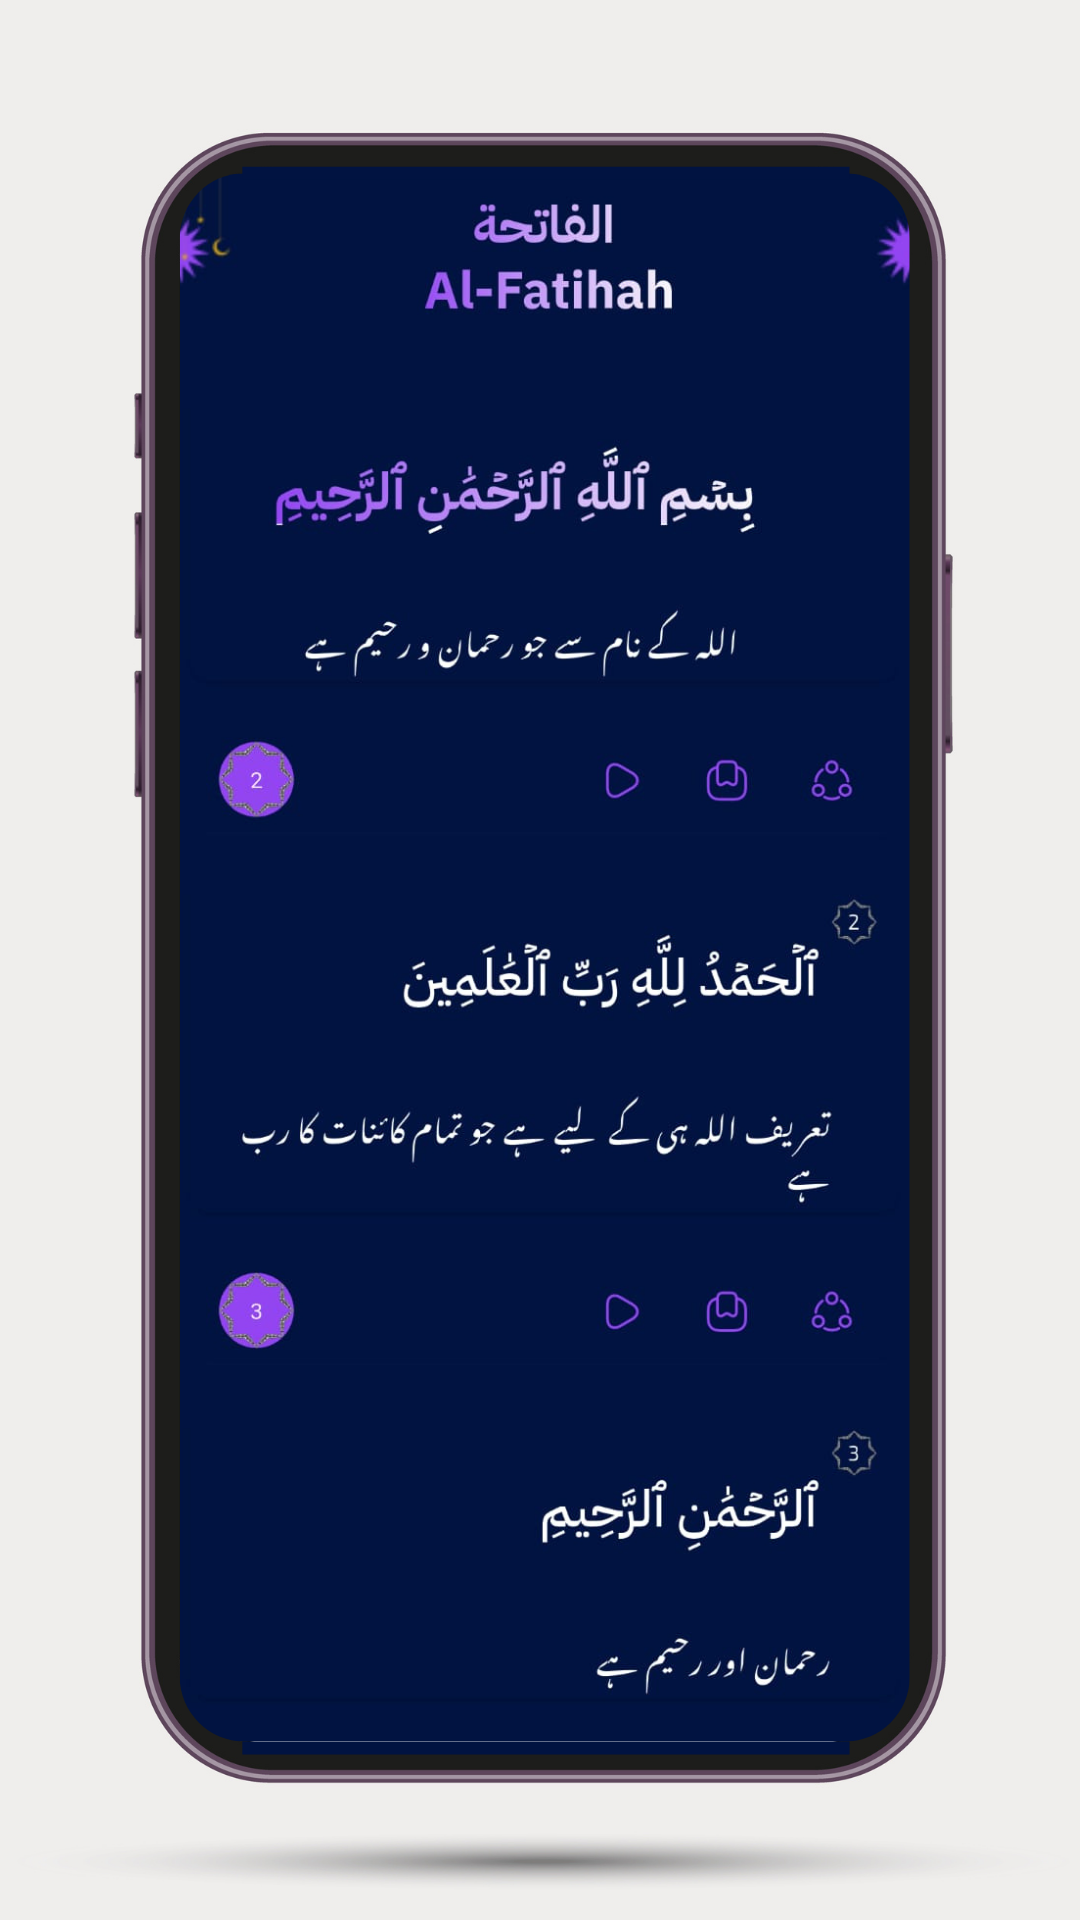 الفاتحة
Al-Fatihah
بِسۡمِ ٱللَّهِ ٱلرَّحۡمَٰنِ ٱلرَّحِيمِ
اللہ کے نام سے جو رحمان و رحیم ہے
2
2
ٱلۡحَمۡدُ لِلَّهِ رَبِّ ٱلۡعَٰلَمِينَ
تعریف اللہ ہی کے لیے ہے جو تمام کائنات کا رب
ہے
3
3
ٱلرَّحۡمَٰنِ ٱلرَّحِيمِ
رحمان اور رحیم ہے